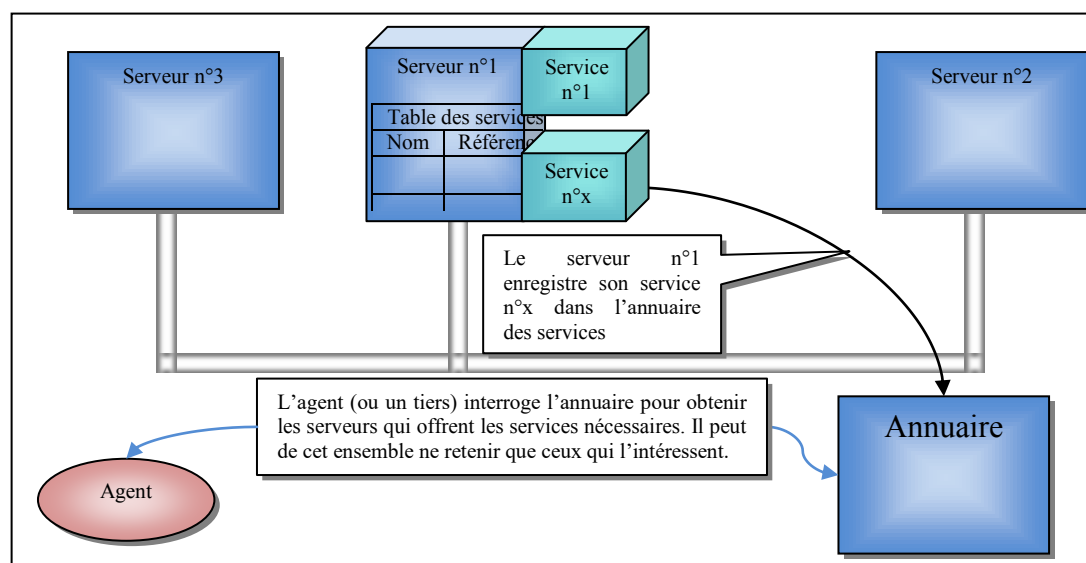 Serveur n°3
Serveur n°1
Service
n°1
Serveur n°2
Table des services
Nom
Référenc
Service
n°x
Le serveur n°1
enregistre son service
n°x dans l’annuaire
des services
L’agent (ou un tiers) interroge l’annuaire pour obtenir
les serveurs qui offrent les services nécessaires. Il peut
de cet ensemble ne retenir que ceux qui l’intéressent.
Annuaire
Agent